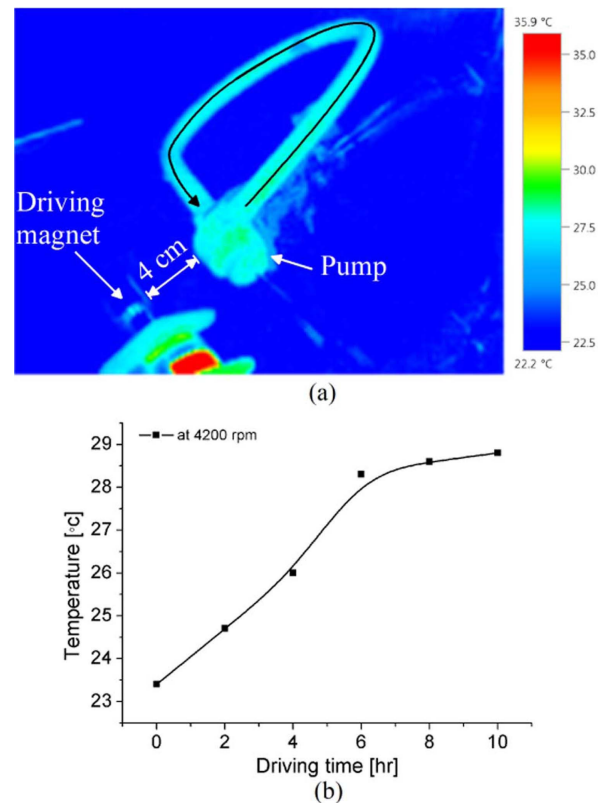 35.9 °C
35.0
32.5
30.0
27.5
25.0
22.5
22.2 °C
Driving
magnet
4 cm
Pump
(a)
at 4200 rpm
29
28
27
26
25
24
23
Temperature [°c]
0 2 4 6 8 10
Driving time [hr]
(b)